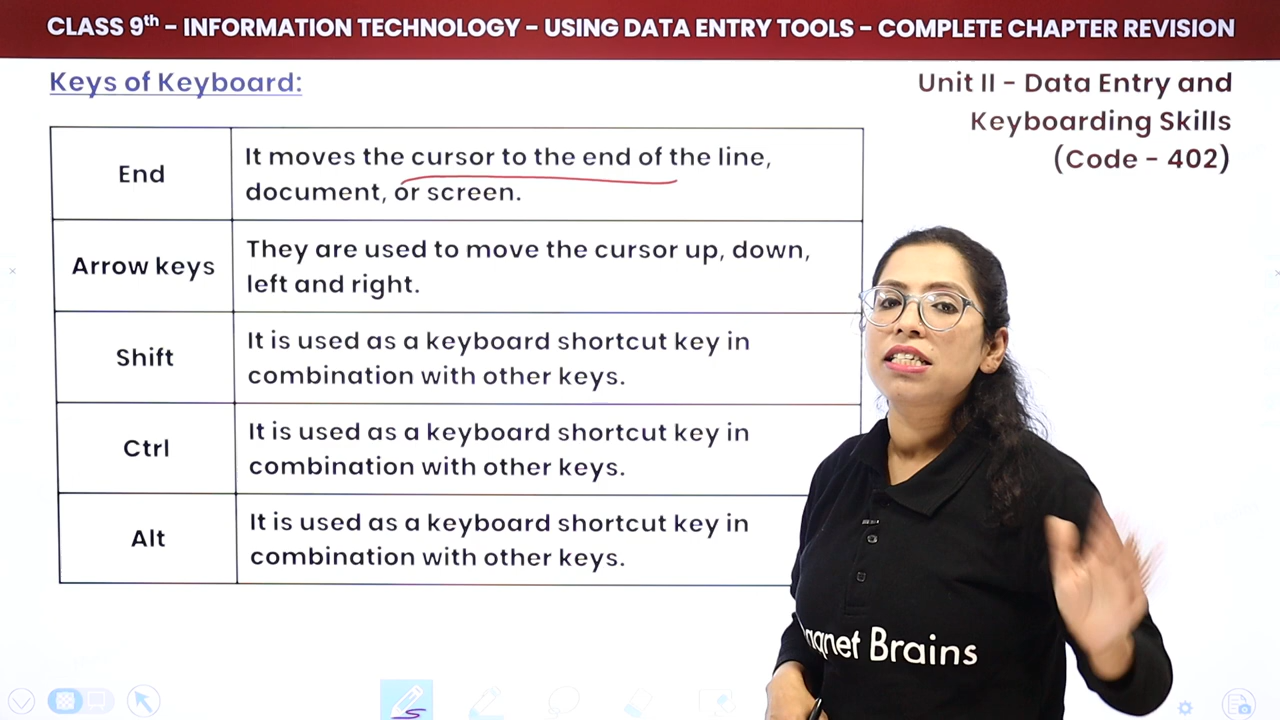 CLASS 9th – INFORMATION TECHNOLOGY – USING DATA ENTRY TOOLS – COMPLETE CHAPTER REVISION
Keys of Keyboard:
Unit II - Data Entry and
Keyboarding Skills
(Code - 402)
End
It moves the cursor to the end of the line,
document, or screen.
Arrow keys
They are used to move the cursor up, down,
left and right.
Shift
It is used as a keyboard shortcut key in
combination with other keys.
Ctrl
It is used as a keyboard shortcut key in
combination with other keys.
Alt
It is used as a keyboard shortcut key in
combination with other keys.
Brains